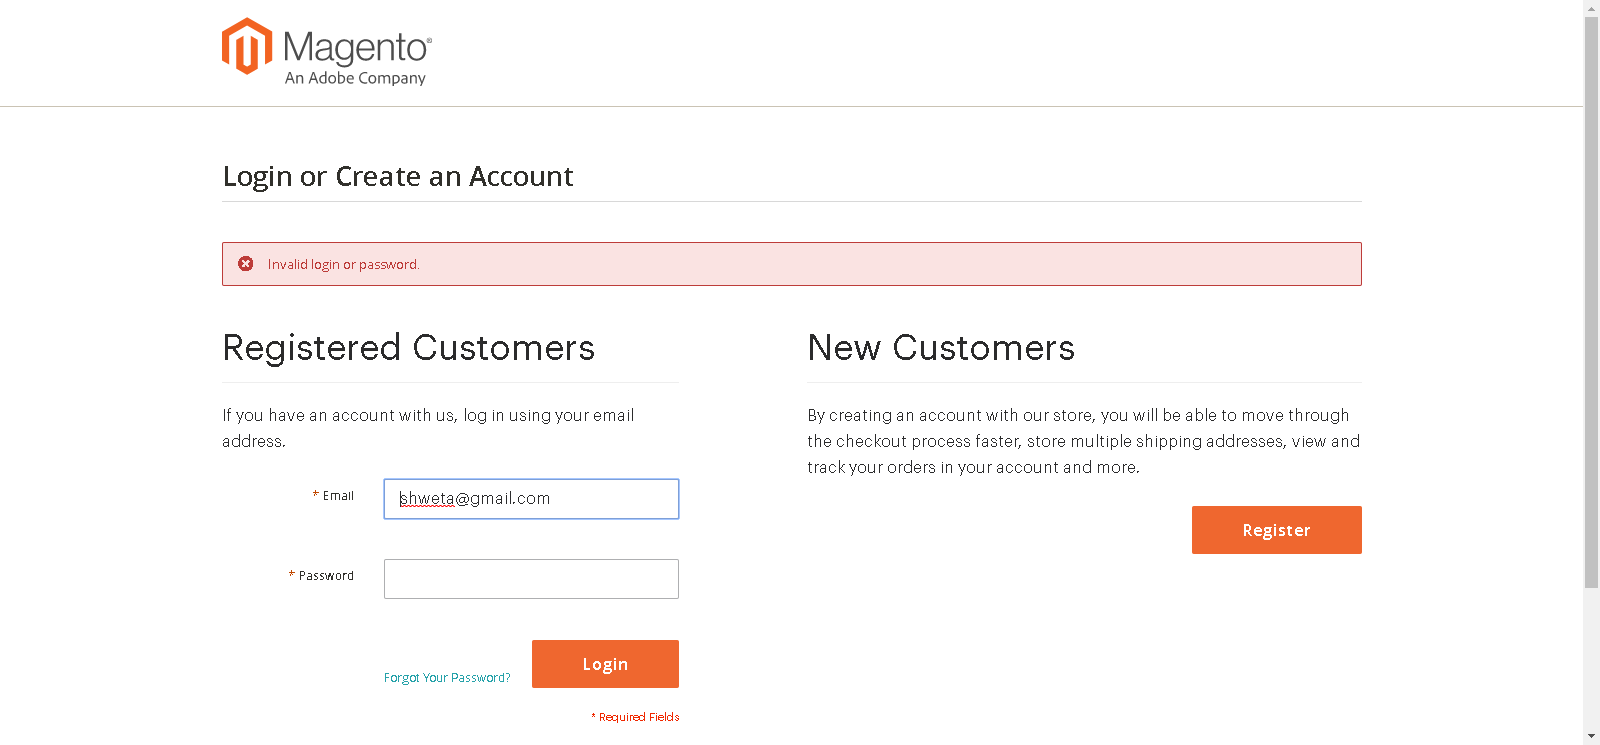 Magento®
An Adobe Company
Login or Create an Account
Invalid login or password.
Registered Customers
If you have an account with us, log in using your email
address.
* Email
shweta@gmail.com
* Password
Forgot Your Password?
Login
* Required Fields
New Customers
By creating an account with our store, you will be able to move through
the checkout process faster, store multiple shipping addresses, view and
track your orders in your account and more.
Register